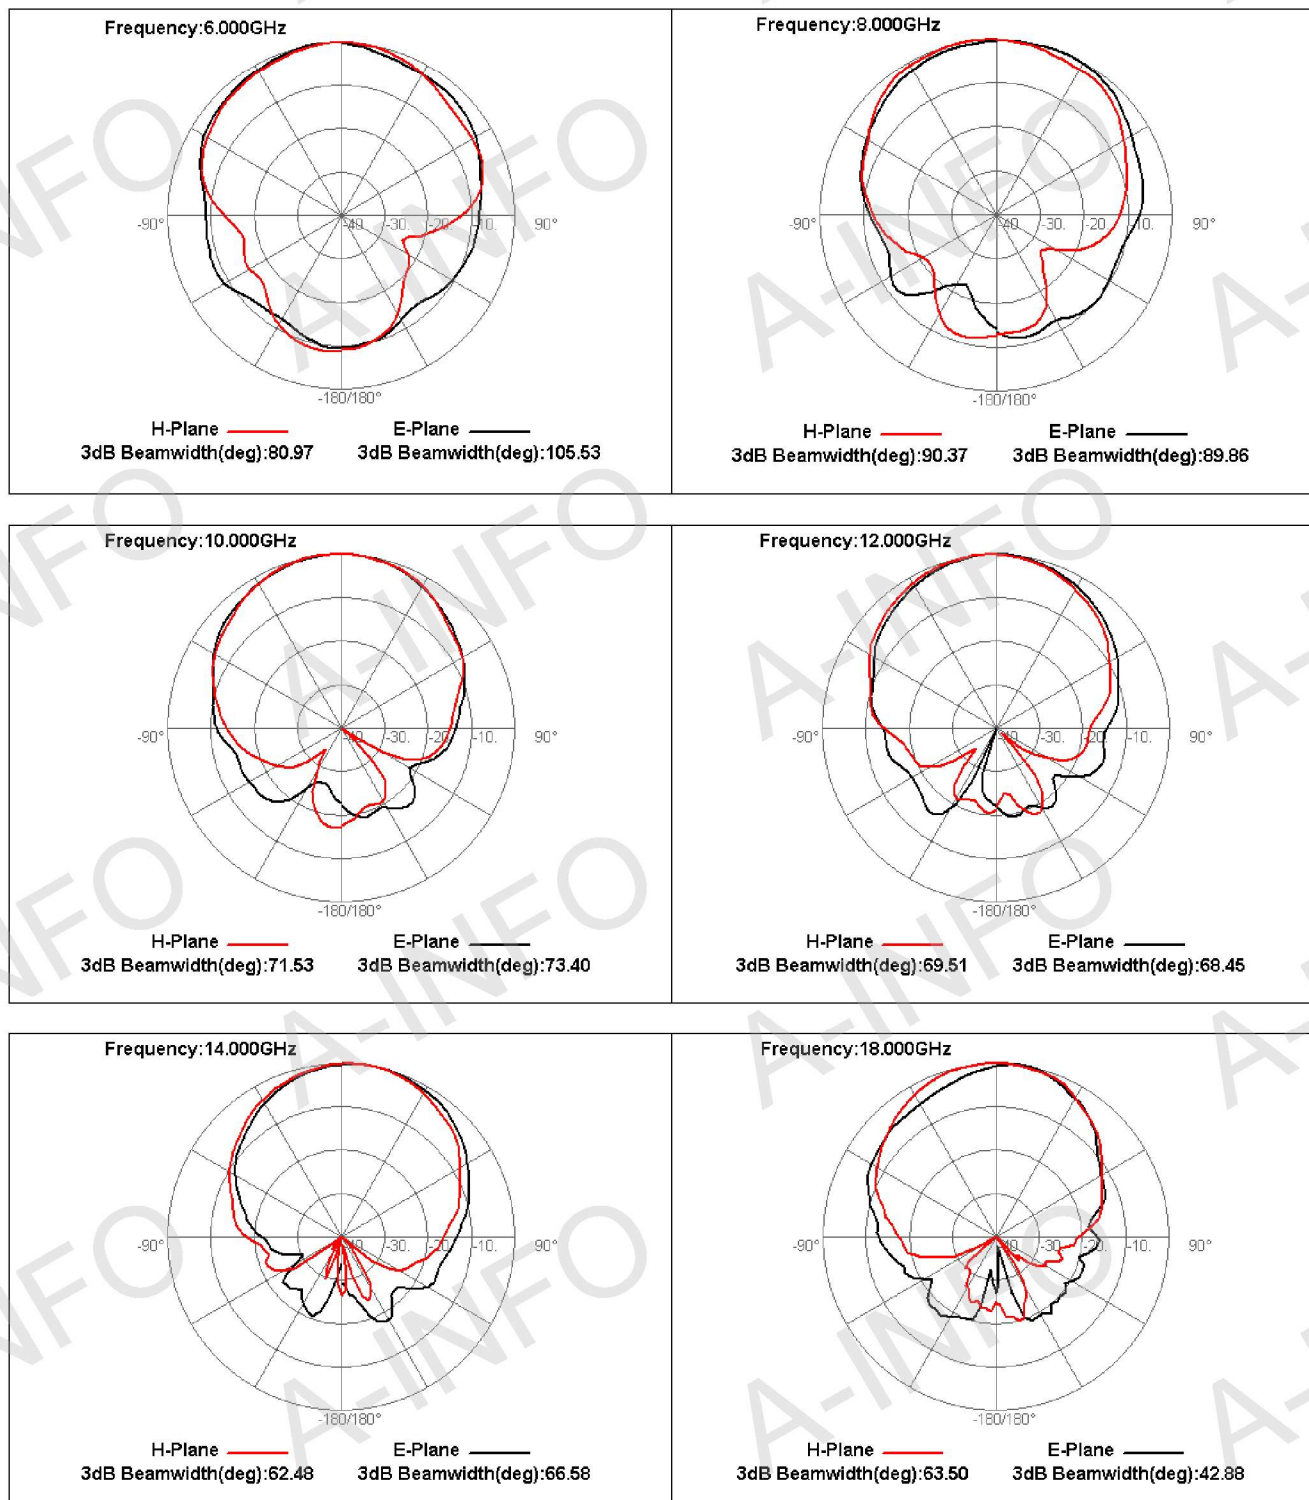 Frequency:6.000GHz
-90° -40 -30. -20. -10. 90°
-180/180°
H-Plane E-Plane
3dB Beamwidth(deg):80.97 3dB Beamwidth(deg):105.53
Frequency:8.000GHz
-90° -40 -30. -20. -10. 90°
-180/180°
H-Plane E-Plane
3dB Beamwidth(deg):90.37 3dB Beamwidth(deg):89.86
Frequency:10.000GHz
-90° -40 -30. -20. -10. 90°
-180/180°
H-Plane E-Plane
3dB Beamwidth(deg):71.53 3dB Beamwidth(deg):73.40
Frequency:12.000GHz
-90° -40 -30. -20. -10. 90°
-180/180°
H-Plane E-Plane
3dB Beamwidth(deg):69.51 3dB Beamwidth(deg):68.45
Frequency:14.000GHz
-90° -30. -20. -10. 90°
-180/180°
H-Plane E-Plane
3dB Beamwidth(deg):62.48 3dB Beamwidth(deg):66.58
Frequency:18.000GHz
-90° -40 -30. -20. -10. 90°
-180/180°
H-Plane E-Plane
3dB Beamwidth(deg):63.50 3dB Beamwidth(deg):42.88
A-INFO
A-INFO
A-INFO
A-INFO
A-INFO
A-INFO
A-INFO
A-INFO